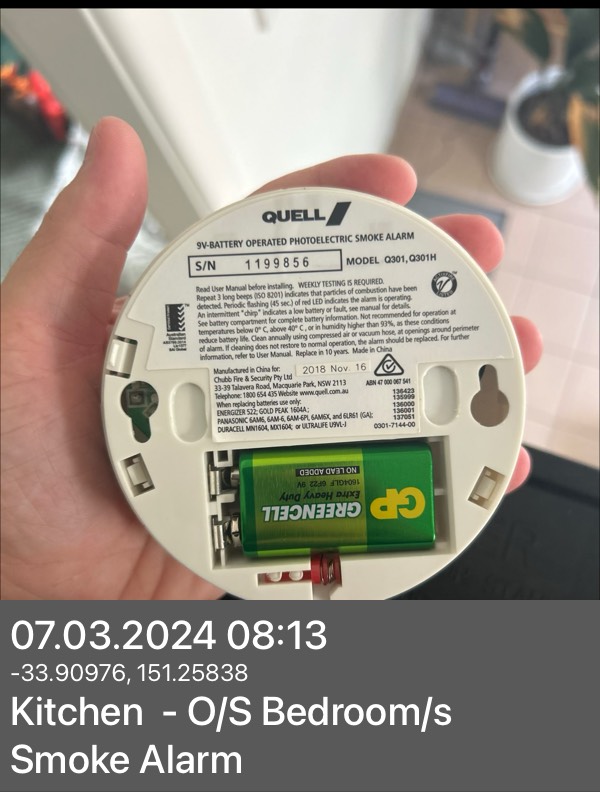 QUELL
9V-BATTERY OPERATED PHOTOELECTRIC SMOKE ALARM
S/N 1199856 MODEL Q301,Q301H
Read User Manual before installing. WEEKLY TESTING IS REQUIRED.
Repeat 3 long beeps (ISO 8201) indicates that particles of combustion have been
detected. Periodic flashing (45 sec.) of red LED indicates the alarm is operating.
An intermittent "chirp" indicates a low battery or fault, see manual for details.
See battery compartment for complete battery information. Not recommended for operation at
temperatures below 0° C, above 40° C, or in humidity higher than 93%, as these conditions
reduce battery life. Clean annually using compressed air or vacuum hose, at openings around perimeter
of alarm. If cleaning does not restore to normal operation, the alarm should be replaced. For further
information, refer to User Manual. Replace in 10 years. Made in China
Manufactured in China for: 2018 Nov. 16
Chubb Fire & Security Pty Ltd
33-39 Talavera Road, Macquarie Park, NSW 2113
Telephone: 1800 654 435 Website www.quell.com.au
When replacing batteries use only:
ENERGIZER 522; GOLD PEAK 1604A;
PANASONIC 6AM6, 6AM-6, 6AM-6PI, 6AM6X, and 6LR61 (GA);
DURACELL MN1604, MX1604; or ULTRALIFE U9VL-J
ABN 47 000 067 541
136423
135999
136000
136001
137051
0301-7144-00
GP
GREENCELL
Extra Heavy Duty
1604GLF 6F22 9V
NO LEAD ADDED
07.03.2024 08:13
-33.90976, 151.25838
Kitchen - O/S Bedroom/s
Smoke Alarm